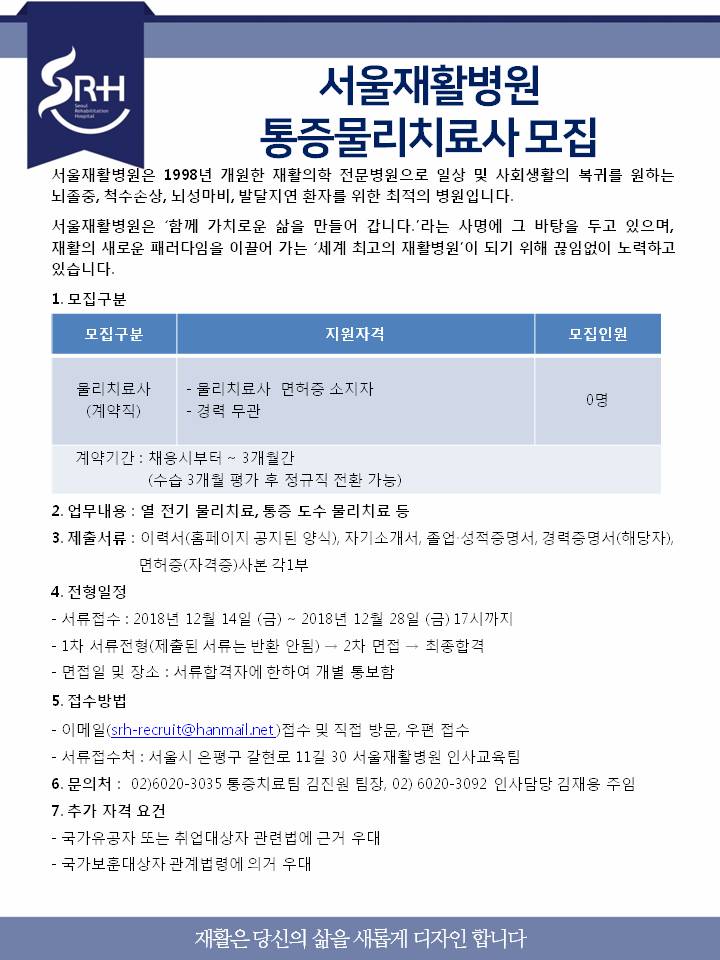 SRH
Seoul
Rehabilitation
Hospital
서울재활병원
통증물리치료사 모집
서울재활병원은 1998년 개원한 재활의학 전문병원으로 일상 및 사회생활의 복귀를 원하는
뇌졸중, 척수손상, 뇌성마비, 발달지연 환자를 위한 최적의 병원입니다.
서울재활병원은 ‘함께 가치로운 삶을 만들어 갑니다.’라는 사명에 그 바탕을 두고 있으며,
재활의 새로운 패러다임을 이끌어 가는 ‘세계 최고의 재활병원’이 되기 위해 끊임없이 노력하고
있습니다.
1. 모집구분
모집구분 지원자격 모집인원
물리치료사
(계약직)
- 물리치료사 면허증 소지자
- 경력 무관
0명
계약기간 : 채용시부터 ~ 3개월간
(수습 3개월 평가 후 정규직 전환 가능)
2. 업무내용 : 열 전기 물리치료, 통증 도수 물리치료 등
3. 제출서류 : 이력서(홈페이지 공지된 양식), 자기소개서, 졸업·성적증명서, 경력증명서(해당자),
면허증(자격증)사본 각1부
4. 전형일정
- 서류접수 : 2018년 12월 14일 (금) ~ 2018년 12월 28일 (금) 17시까지
- 1차 서류전형(제출된 서류는 반환 안됨) → 2차 면접 → 최종합격
- 면접일 및 장소 : 서류합격자에 한하여 개별 통보함
5. 접수방법
- 이메일(srh-recruit@hanmail.net )접수 및 직접 방문, 우편 접수
- 서류접수처 : 서울시 은평구 갈현로 11길 30 서울재활병원 인사교육팀
6. 문의처 : 02)6020-3035 통증치료팀 김진원 팀장, 02) 6020-3092 인사담당 김재용 주임
7. 추가 자격 요건
- 국가유공자 또는 취업대상자 관련법에 근거 우대
- 국가보훈대상자 관계법령에 의거 우대
재활은 당신의 삶을 새롭게 디자인 합니다